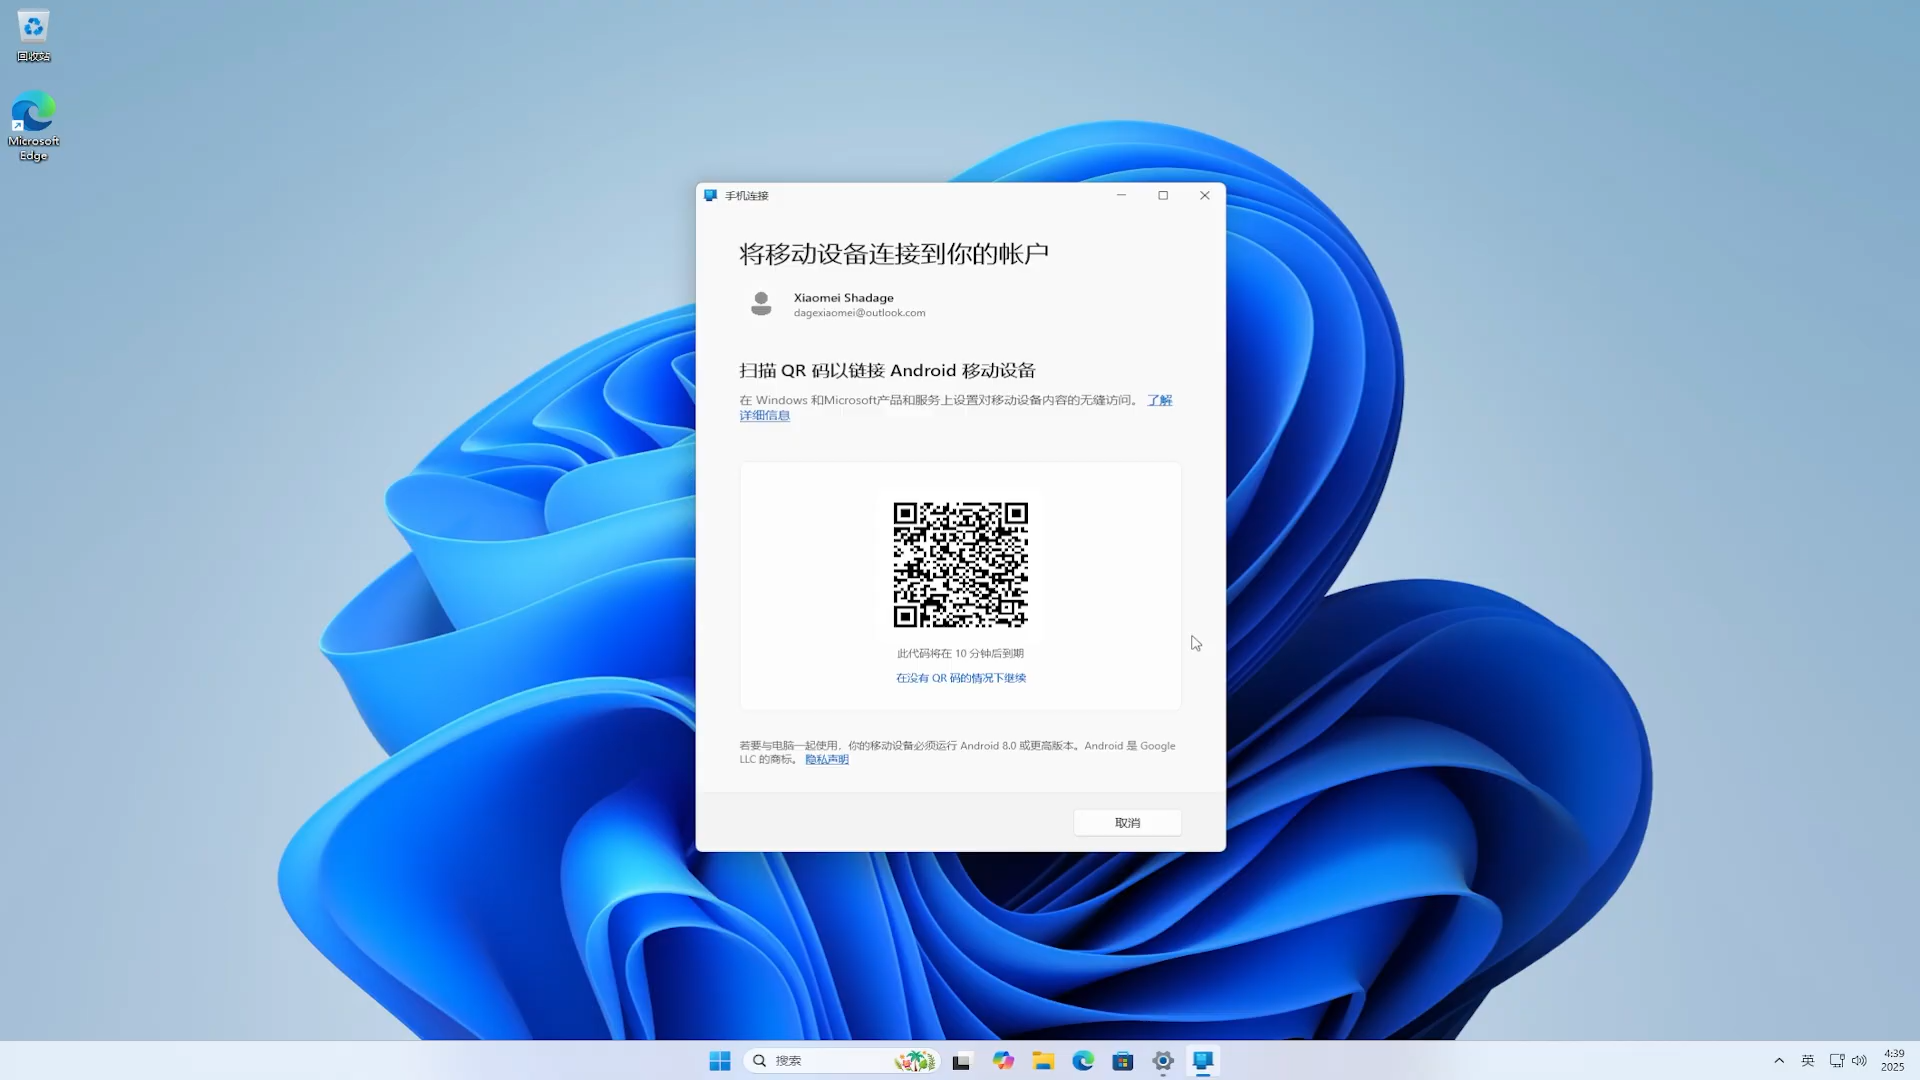 回收站
Microsoft
Edge
手机连接
将移动设备连接到你的帐户
Xiaomei Shadage
dagexiaomei@outlook.com
扫描 QR 码以链接 Android 移动设备
在 Windows 和Microsoft产品和服务上设置对移动设备内容的无缝访问。 了解
详细信息
此代码将在 10 分钟后到期
在没有 QR 码的情况下继续
若要与电脑一起使用，你的移动设备必须运行 Android 8.0 或更高版本。Android 是 Google
LLC 的商标。 隐私声明
取消
搜索
英
4:39
2025